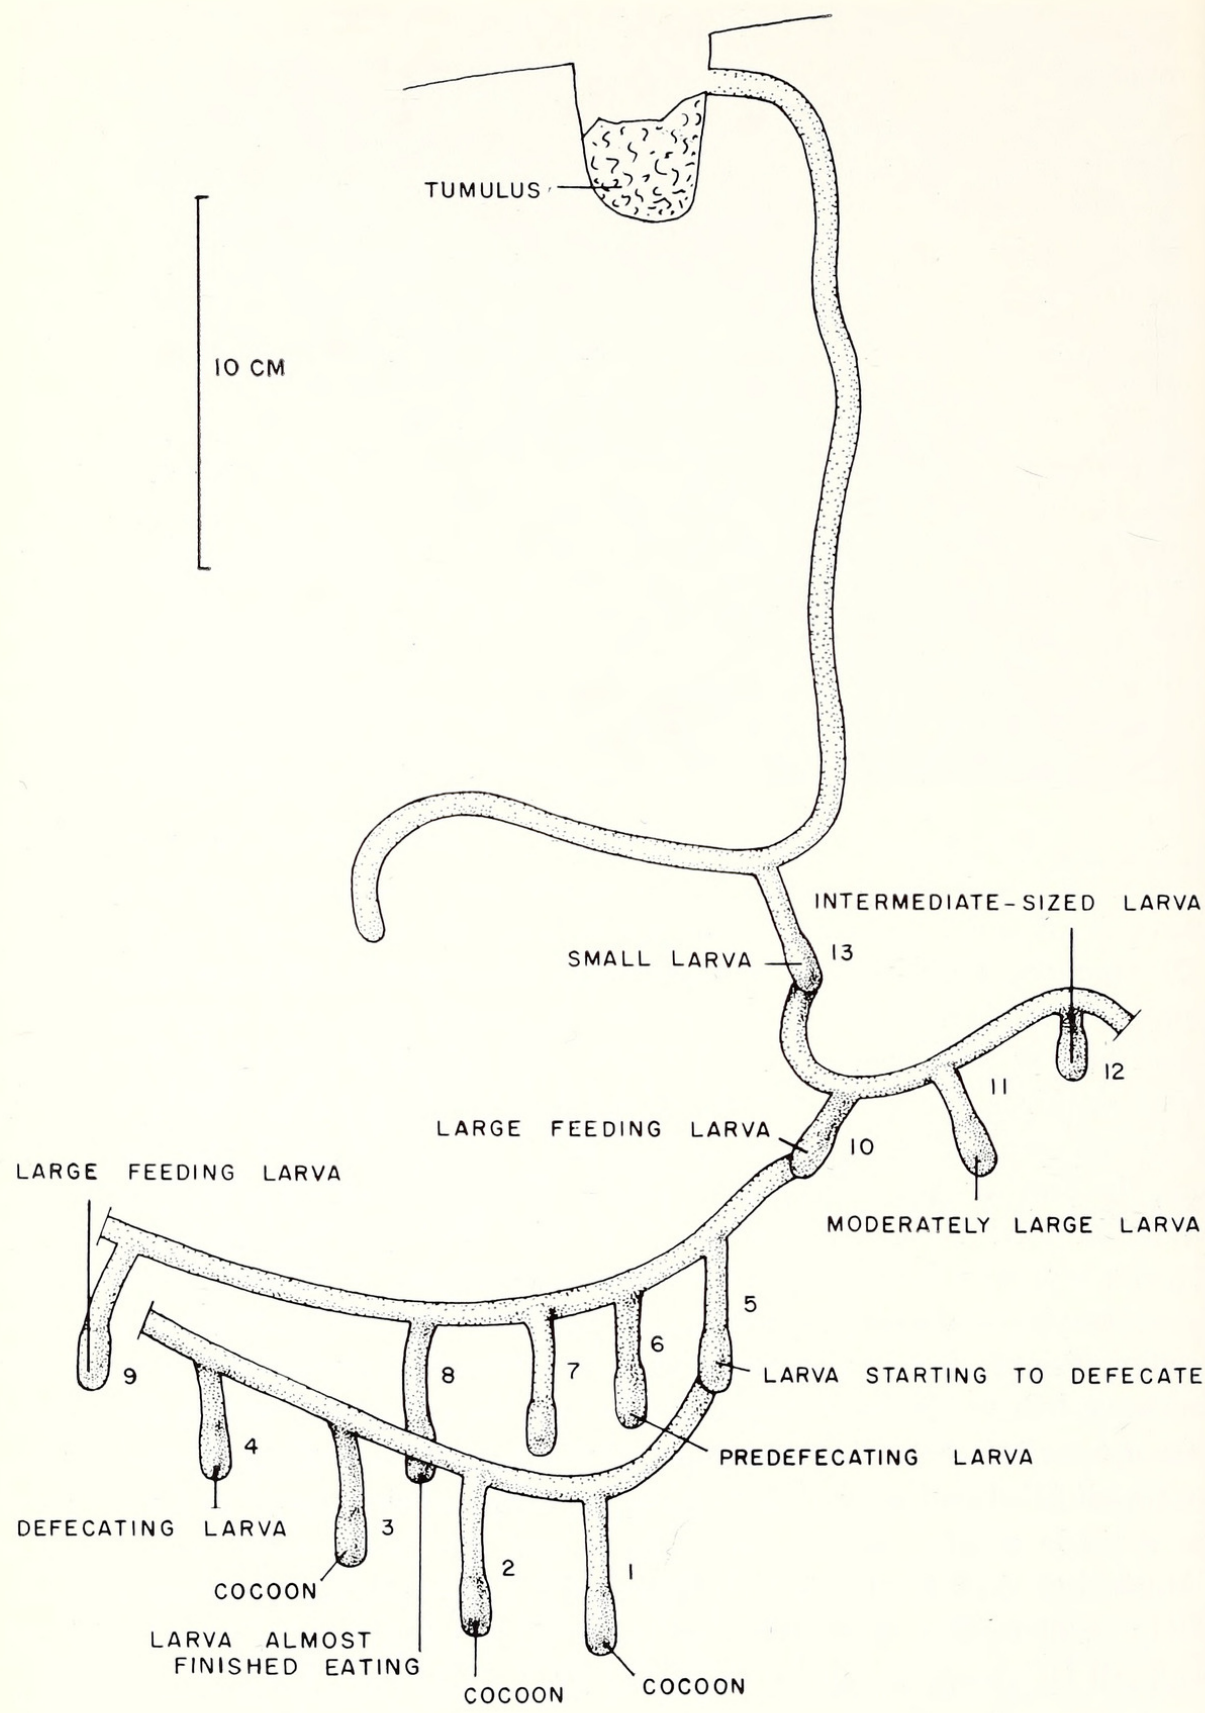 TUMULUS
10 CM
INTERMEDIATE-SIZED LARVA
SMALL LARVA
13
12
11
LARGE FEEDING LARVA
10
LARGE FEEDING LARVA
MODERATELY LARGE LARVA
5
6
7
8
9
LARVA STARTING TO DEFECATE
4
PREDEFECATING LARVA
DEFECATING LARVA
3
2
1
COCOON
LARVA ALMOST
FINISHED EATING
COCOON
COCOON